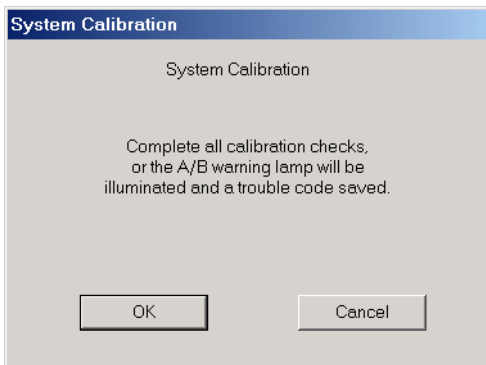 System Calibration
System Calibration
Complete all calibration checks,
or the A/B warning lamp will be
illuminated and a trouble code saved.
OK
Cancel